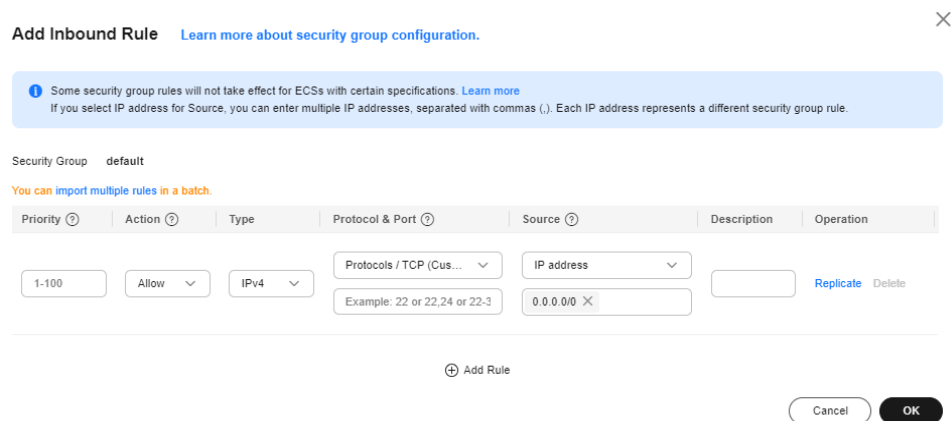 Add Inbound Rule Learn more about security group configuration.
Some security group rules will not take effect for ECSs with certain specifications. Learn more
If you select IP address for Source, you can enter multiple IP addresses, separated with commas (,). Each IP address represents a different security group rule.
Security Group default
You can import multiple rules in a batch.
Priority Action Type Protocol & Port Source Description Operation
Protocols / TCP (Cus... IP address
1-100 Allow IPv4 Replicate Delete
Example: 22 or 22,24 or 22-3 0.0.0.0/0
Add Rule
Cancel OK